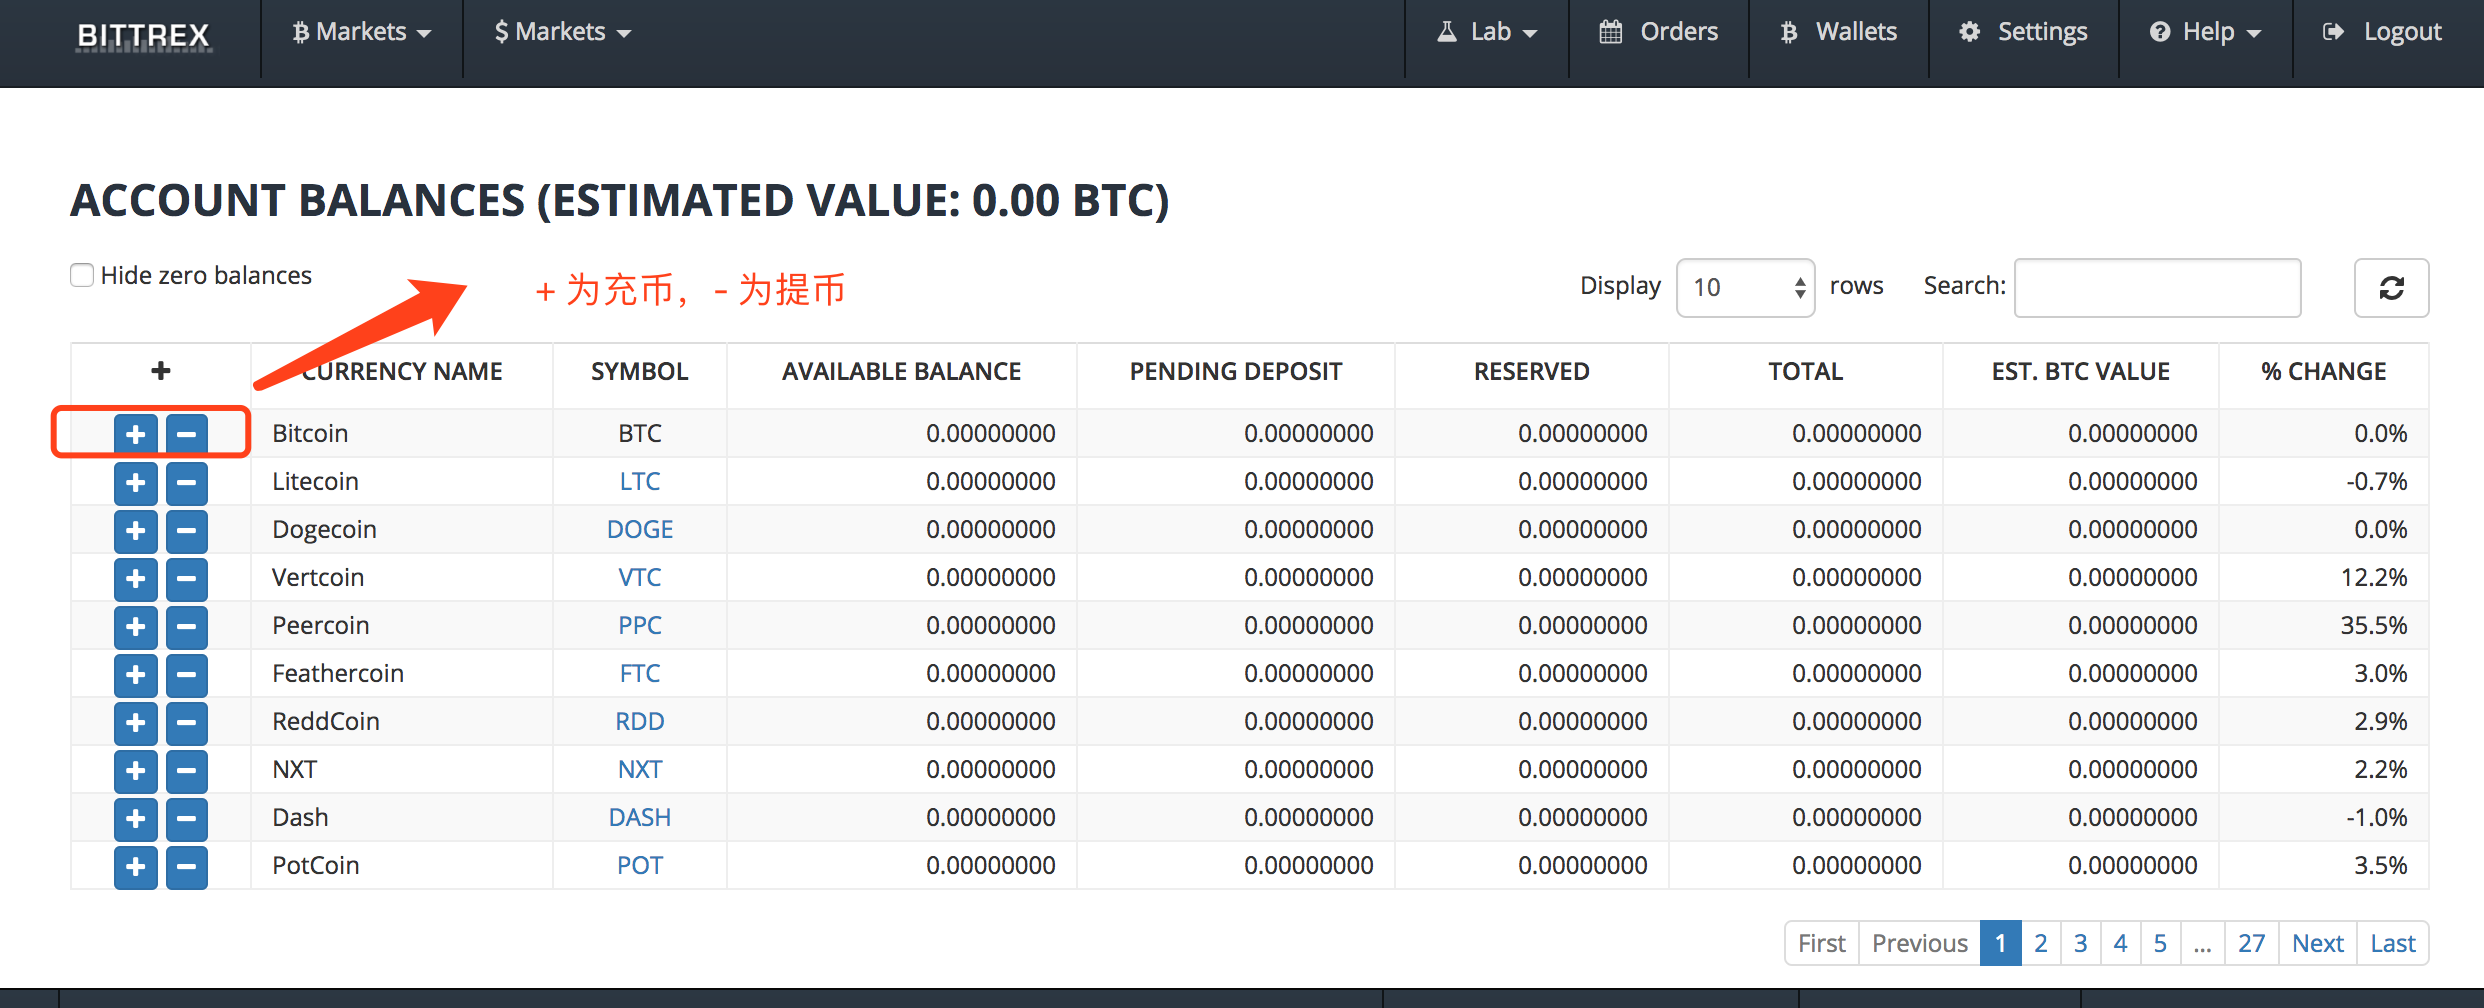 BITTREX Markets $ Markets Lab Orders Wallets Settings Help Logout
ACCOUNT BALANCES (ESTIMATED VALUE: 0.00 BTC)
Hide zero balances
+ 为充币，- 为提币
Display 10 rows Search:
+ CURRENCY NAME SYMBOL AVAILABLE BALANCE PENDING DEPOSIT RESERVED TOTAL EST. BTC VALUE % CHANGE
+ - Bitcoin BTC 0.00000000 0.00000000 0.00000000 0.00000000 0.00000000 0.0%
+ - Litecoin LTC 0.00000000 0.00000000 0.00000000 0.00000000 0.00000000 -0.7%
+ - Dogecoin DOGE 0.00000000 0.00000000 0.00000000 0.00000000 0.00000000 0.0%
+ - Vertcoin VTC 0.00000000 0.00000000 0.00000000 0.00000000 0.00000000 12.2%
+ - Peercoin PPC 0.00000000 0.00000000 0.00000000 0.00000000 0.00000000 35.5%
+ - Feathercoin FTC 0.00000000 0.00000000 0.00000000 0.00000000 0.00000000 3.0%
+ - ReddCoin RDD 0.00000000 0.00000000 0.00000000 0.00000000 0.00000000 2.9%
+ - NXT NXT 0.00000000 0.00000000 0.00000000 0.00000000 0.00000000 2.2%
+ - Dash DASH 0.00000000 0.00000000 0.00000000 0.00000000 0.00000000 -1.0%
+ - PotCoin POT 0.00000000 0.00000000 0.00000000 0.00000000 0.00000000 3.5%
First Previous 1 2 3 4 5 ... 27 Next Last